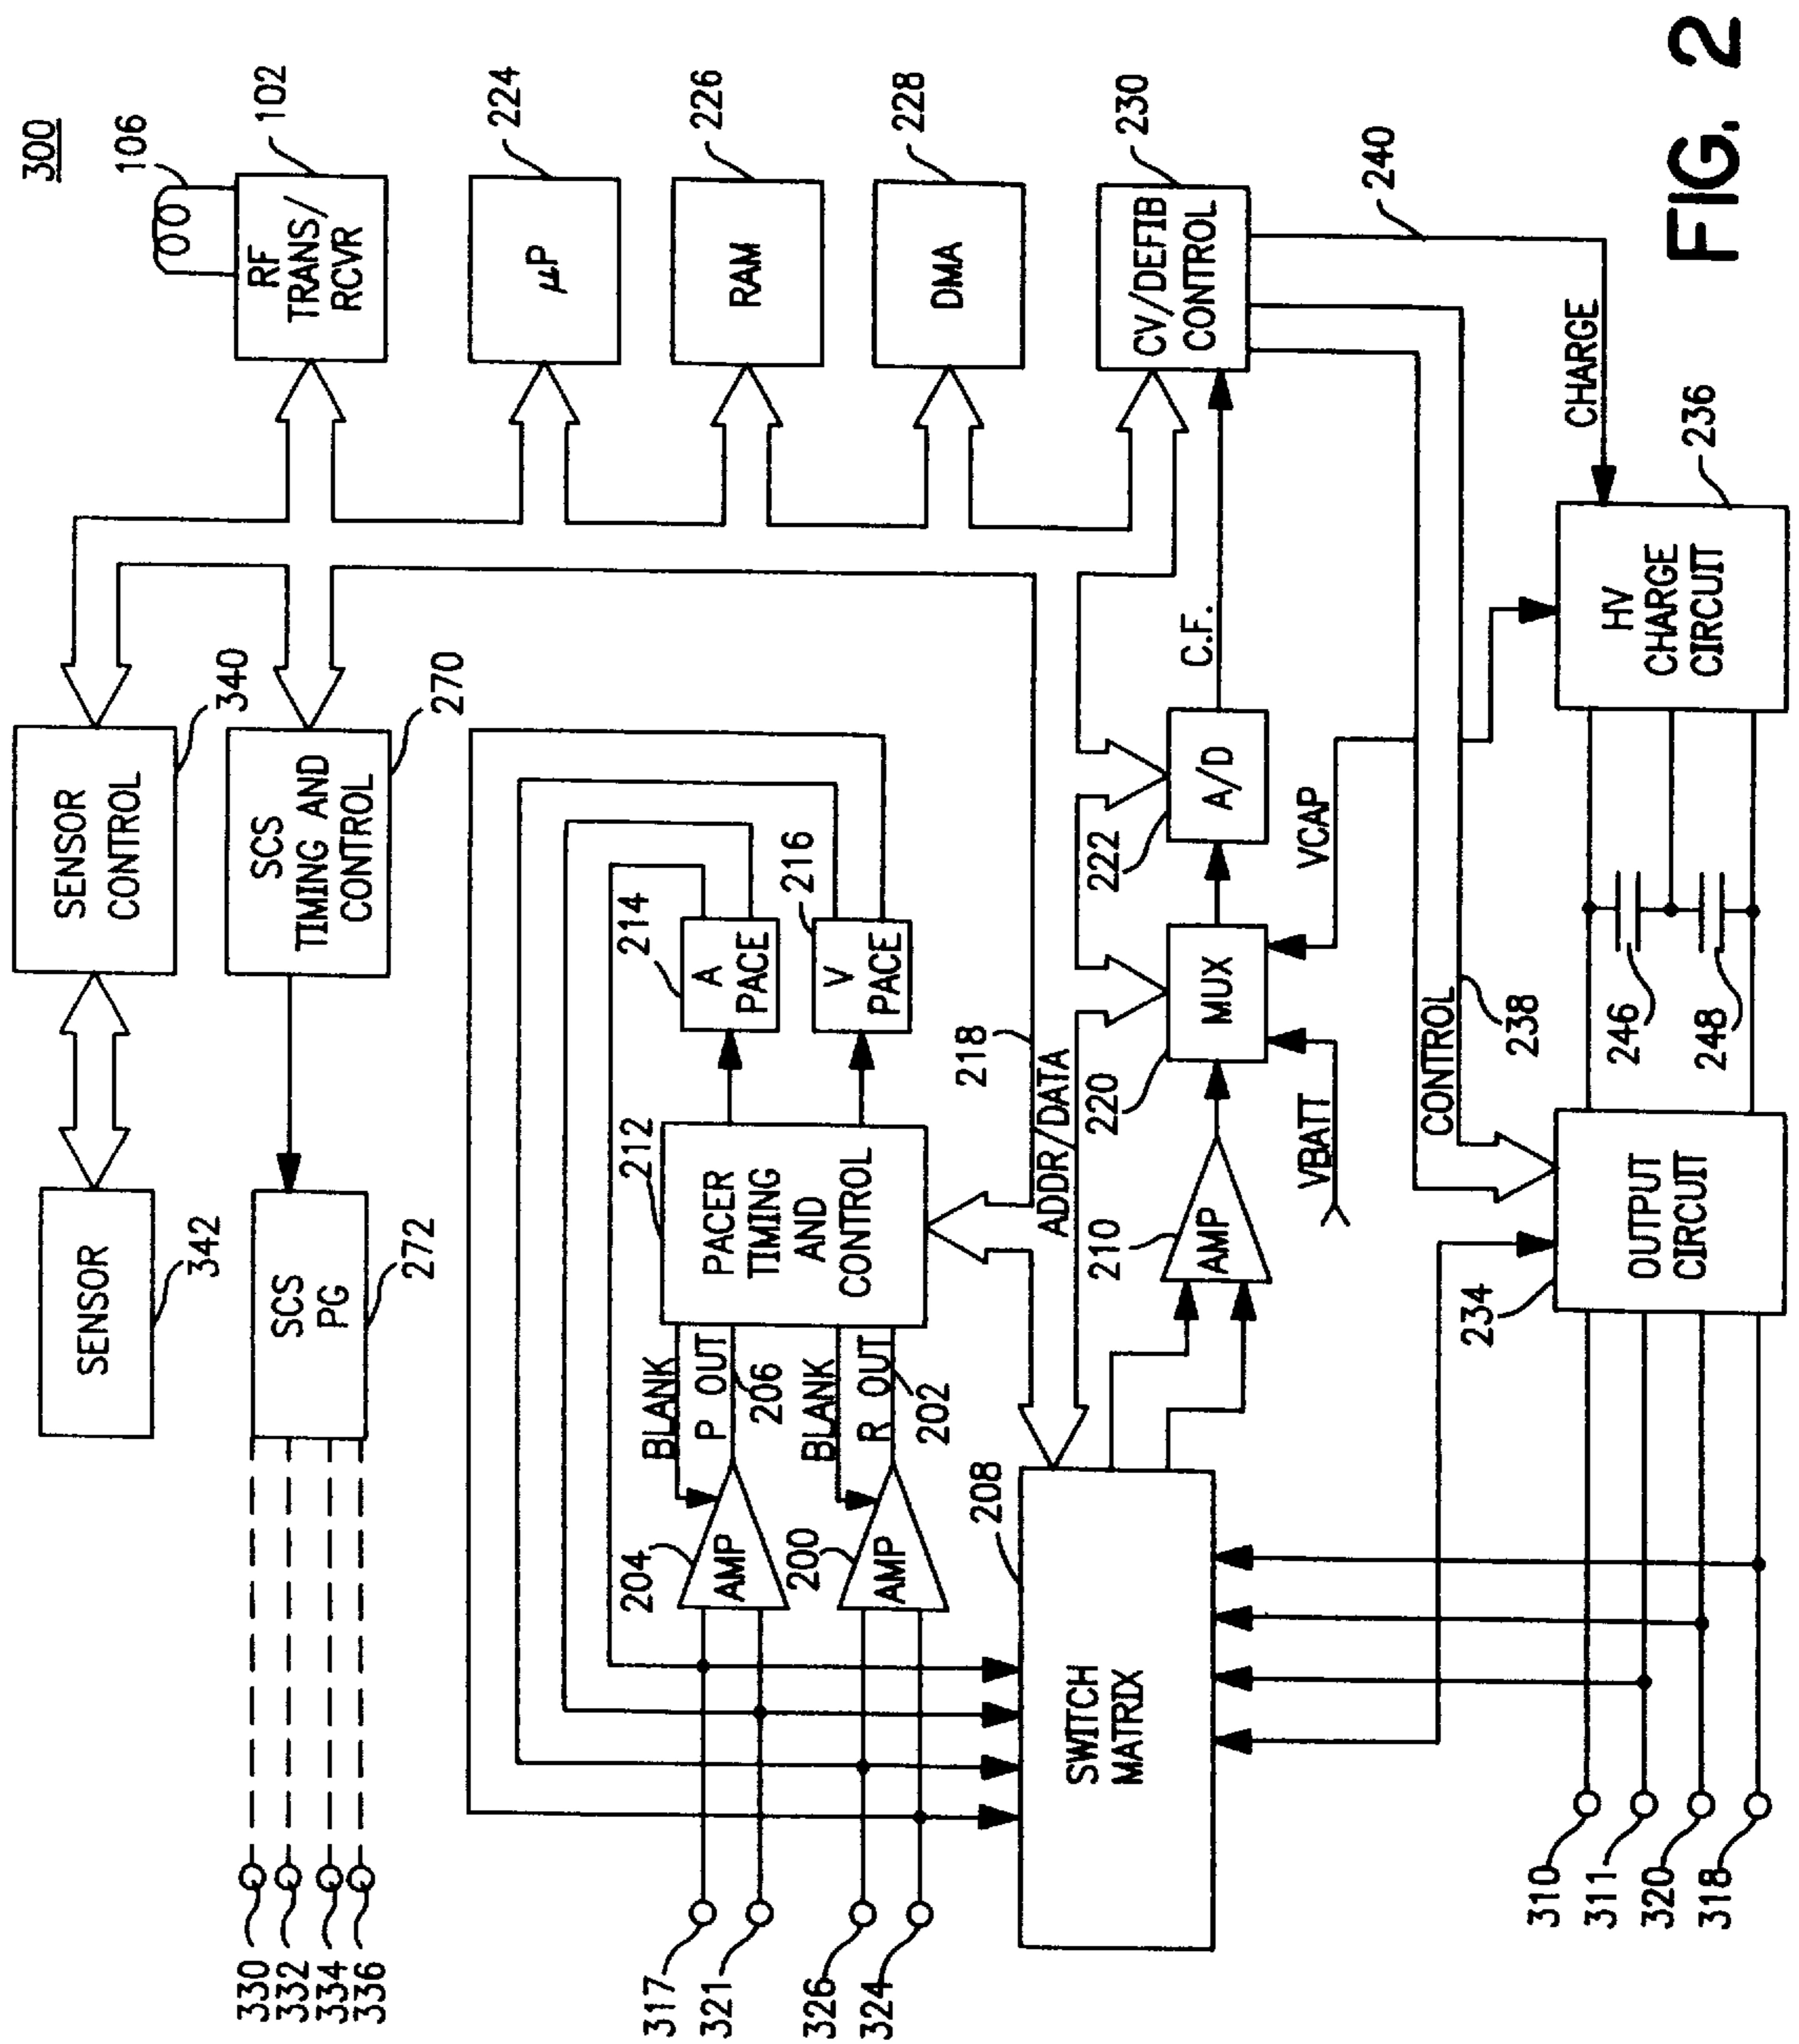 300
106
102
RF
TRANS/
RCVR
224
μP
226
RAM
228
DMA
230
CV/DEFIB
CONTROL
240
FIG. 2
340
SENSOR
CONTROL
270
SCS
TIMING AND
CONTROL
342
SENSOR
272
SCS
PG
330
332
334
336
214
A
PACE
216
V
PACE
212
PACER
TIMING
AND
CONTROL
BLANK
P OUT
206
BLANK
R OUT
202
204
AMP
200
AMP
317
321
326
324
208
SWITCH
MATRIX
218
ADDR/DATA
222
A/D
C.F.
220
MUX
210
AMP
VCAP
VBATT
CONTROL
238
CHARGE
236
HV
CHARGE
CIRCUIT
246
248
234
OUTPUT
CIRCUIT
310
311
320
318